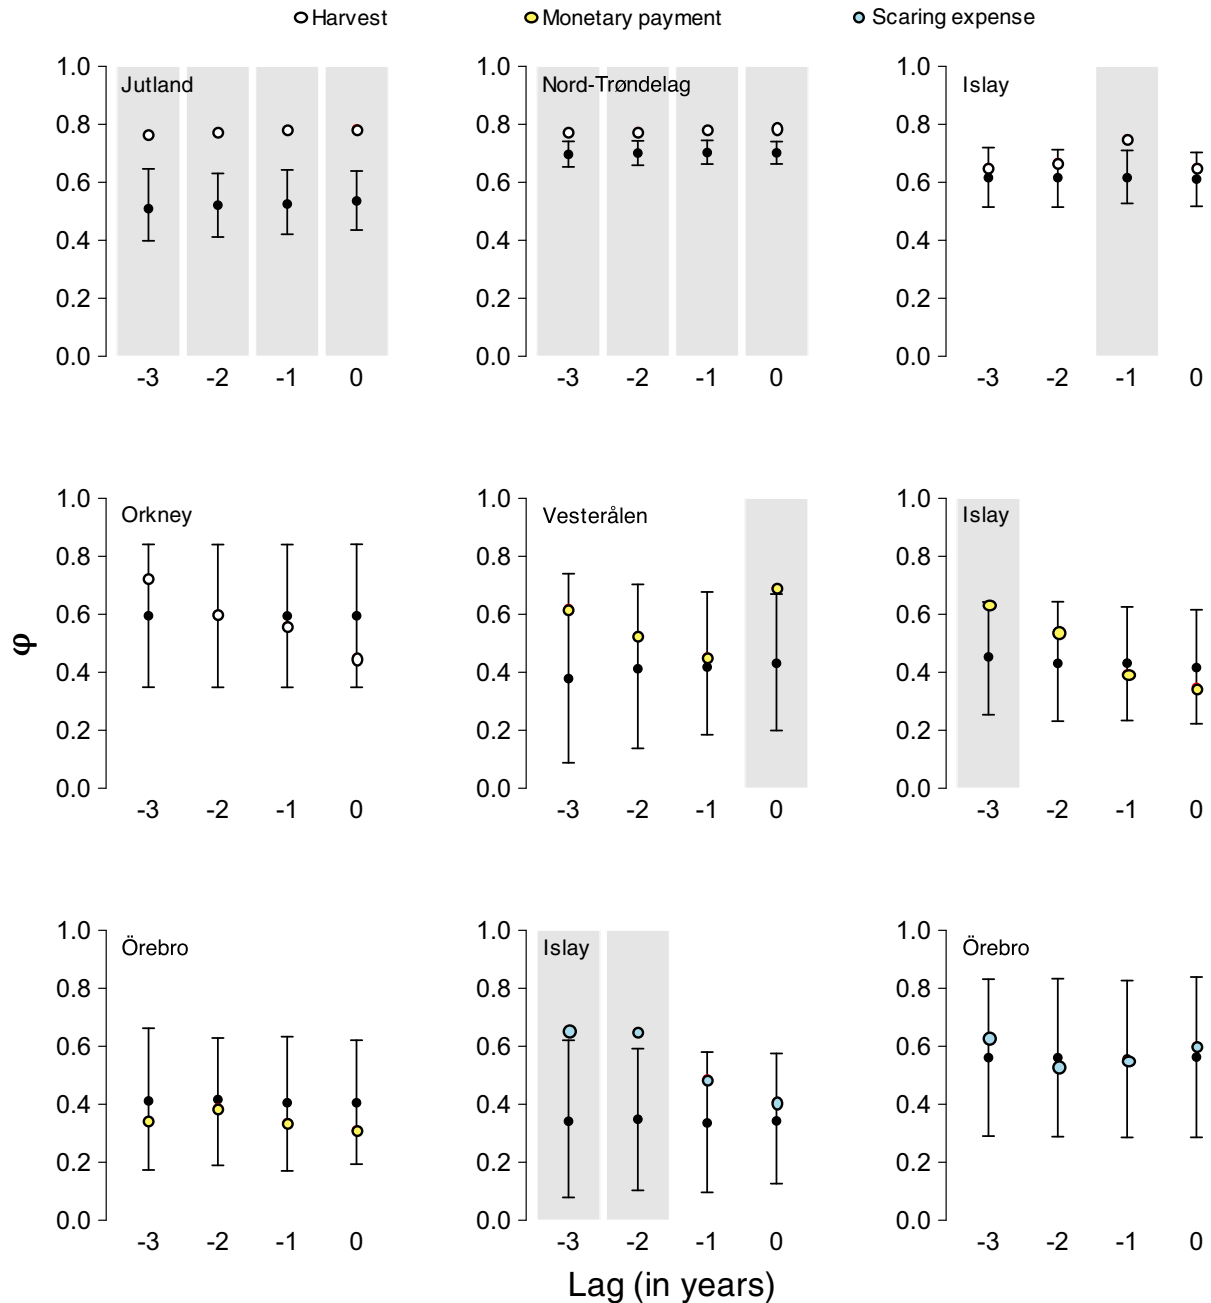 Harvest Monetary payment Scaring expense
Jutland Nord-Trøndelag Islay
1.0 1.0 1.0
0.8 0.8 0.8
0.6 0.6 0.6
0.4 0.4 0.4
0.2 0.2 0.2
0.0 0.0 0.0
-3 -2 -1 0 -3 -2 -1 0 -3 -2 -1 0
Orkney Vesterålen Islay
1.0 1.0 1.0
0.8 0.8 0.8
0.6 0.6 0.6
φ
0.4 0.4 0.4
0.2 0.2 0.2
0.0 0.0 0.0
-3 -2 -1 0 -3 -2 -1 0 -3 -2 -1 0
Örebro Islay Örebro
1.0 1.0 1.0
0.8 0.8 0.8
0.6 0.6 0.6
0.4 0.4 0.4
0.2 0.2 0.2
0.0 0.0 0.0
-3 -2 -1 0 -3 -2 -1 0 -3 -2 -1 0
Lag (in years)